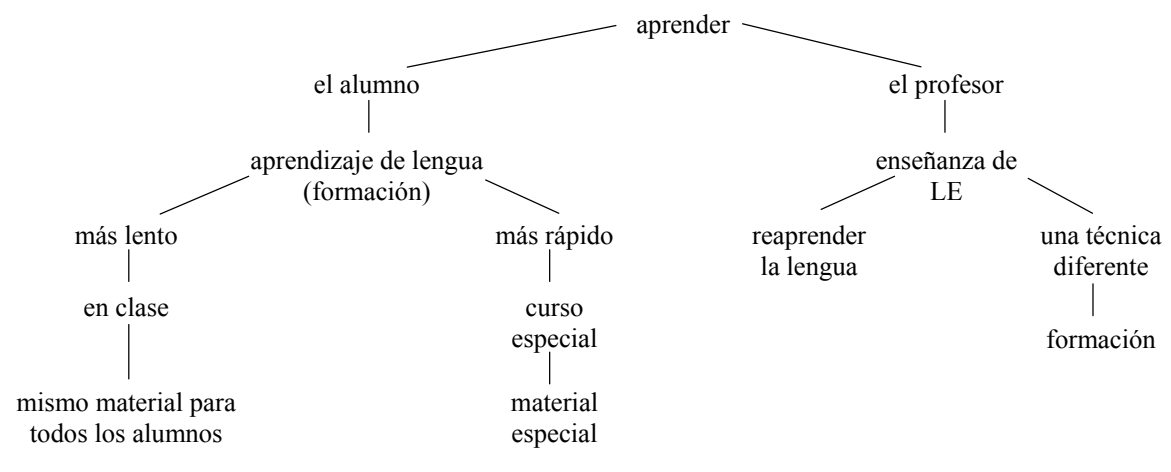 aprender
el alumno
el profesor
aprendizaje de lengua
(formación)
enseñanza de
LE
más lento
más rápido
reaprender
la lengua
una técnica
diferente
en clase
curso
especial
formación
mismo material para
todos los alumnos
material
especial